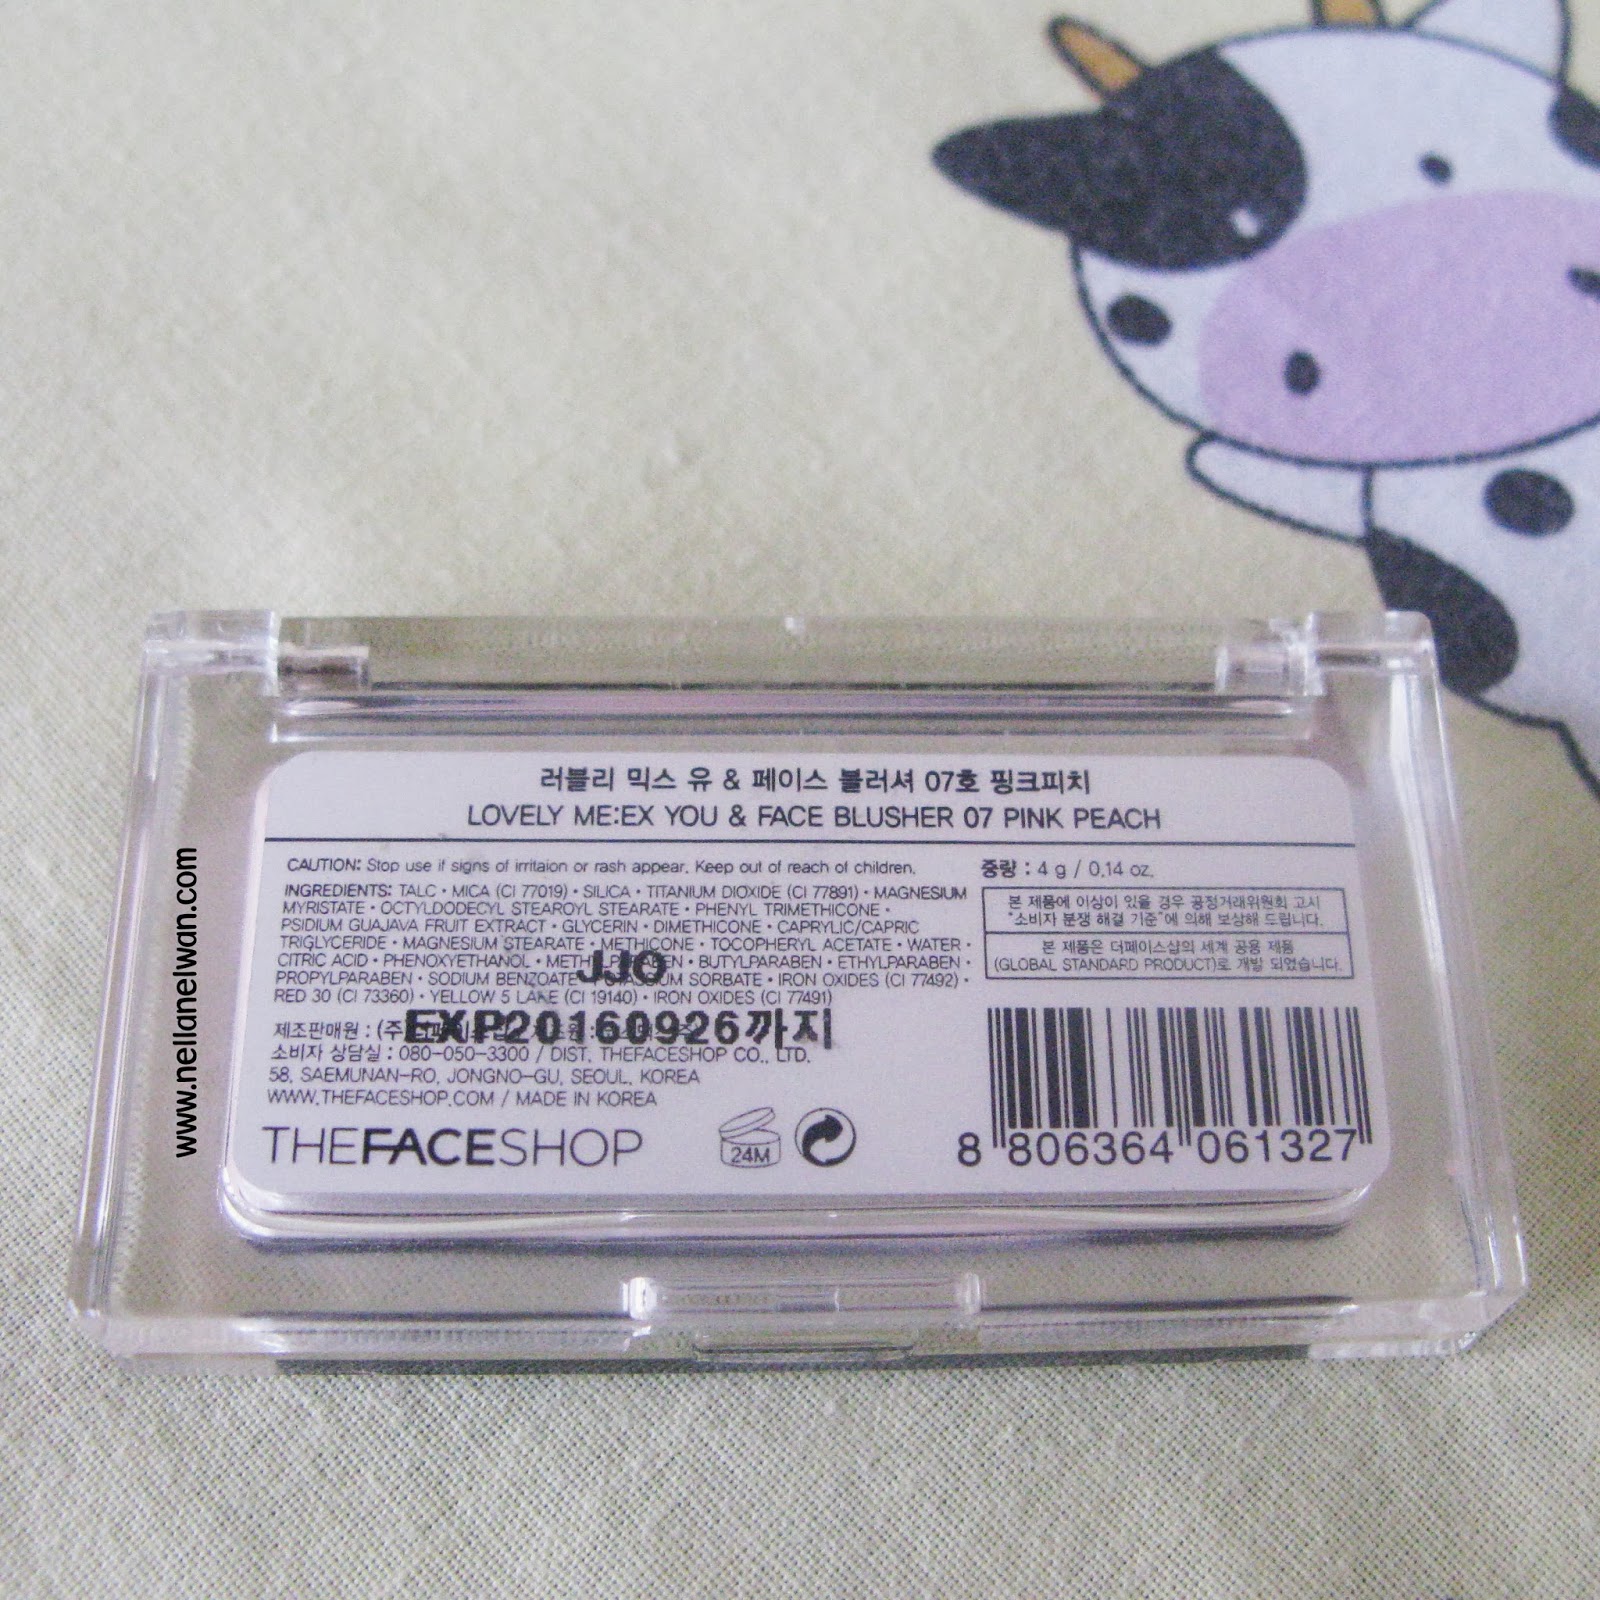 러블리 믹스 유 & 페이스 블러셔 07호 핑크피치
LOVELY ME:EX YOU & FACE BLUSHER 07 PINK PEACH
CAUTION: Stop use if signs of irritaion or rash appear. Keep out of reach of children.
INGREDIENTS: TALC • MICA (CI 77019) • SILICA • TITANIUM DIOXIDE (CI 77891) • MAGNESIUM
MYRISTATE • OCTYLDODECYL STEAROYL STEARATE • PHENYL TRIMETHICONE •
PSIDIUM GUAJAVA FRUIT EXTRACT • GLYCERIN • DIMETHICONE • CAPRYLIC/CAPRIC
TRIGLYCERIDE • MAGNESIUM STEARATE • METHICONE • TOCOPHERYL ACETATE • WATER •
CITRIC ACID • PHENOXYETHANOL • METHYLPARABEN • BUTYLPARABEN • ETHYLPARABEN •
PROPYLPARABEN • SODIUM BENZOATE • POTASSIUM SORBATE • IRON OXIDES (CI 77492) •
RED 30 (CI 73360) • YELLOW 5 LAKE (CI 19140) • IRON OXIDES (CI 77491)
JJO
제조판매원 : (주)더페이스샵
EXP20160926까지
소비자 상담실 : 080-050-3300 / DIST. THEFACESHOP CO., LTD.
58, SAEMUNAN-RO, JONGNO-GU, SEOUL, KOREA
WWW.THEFACESHOP.COM / MADE IN KOREA
THEFACESHOP
24M
중량 : 4 g / 0.14 oz.
본 제품에 이상이 있을 경우 공정거래위원회 고시
"소비자 분쟁 해결 기준"에 의해 보상해 드립니다.
본 제품은 더페이스샵의 세계 공용 제품
(GLOBAL STANDARD PRODUCT)로 개발 되었습니다.
8 806364 061327
www.nellanelwan.com